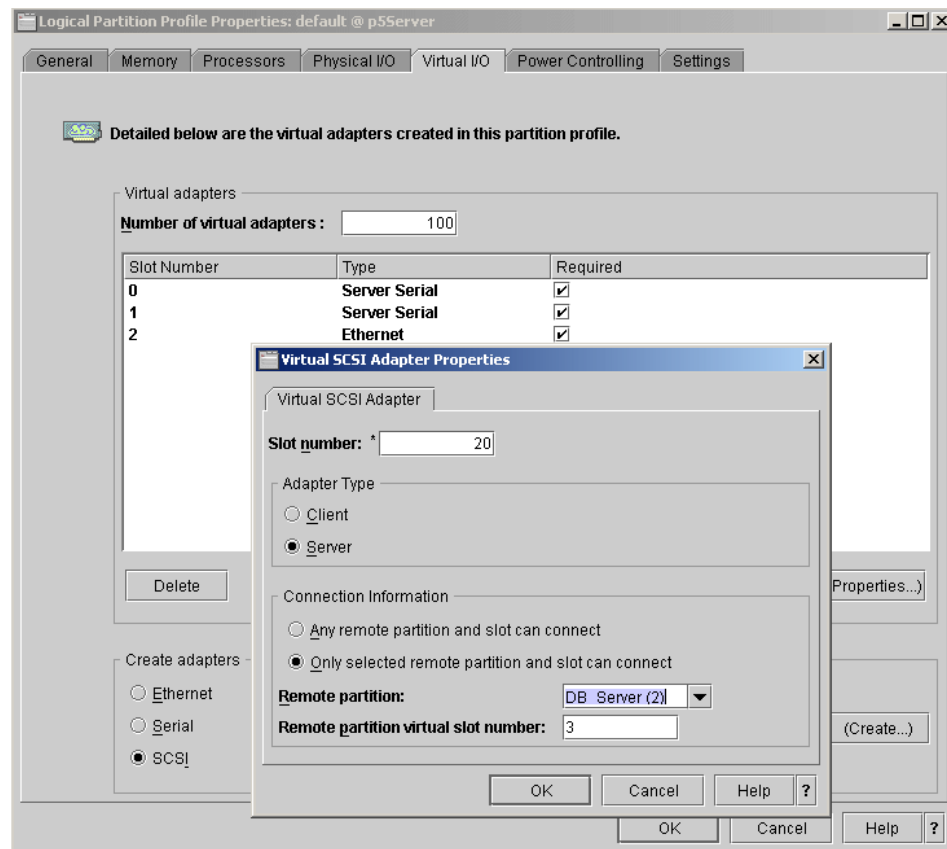 Logical Partition Profile Properties: default @ p5Server
General Memory Processors Physical I/O Virtual I/O Power Controlling Settings
Detailed below are the virtual adapters created in this partition profile.
Virtual adapters
Number of virtual adapters : 100
Slot Number Type Required
0 Server Serial
1 Server Serial
2 Ethernet
Delete
Properties...)
Create adapters
Ethernet
Serial
SCSI
(Create...)
OK Cancel Help ?
Virtual SCSI Adapter Properties
Virtual SCSI Adapter
Slot number: * 20
Adapter Type
Client
Server
Connection Information
Any remote partition and slot can connect
Only selected remote partition and slot can connect
Remote partition: DB_Server (2)
Remote partition virtual slot number: 3
OK Cancel Help ?